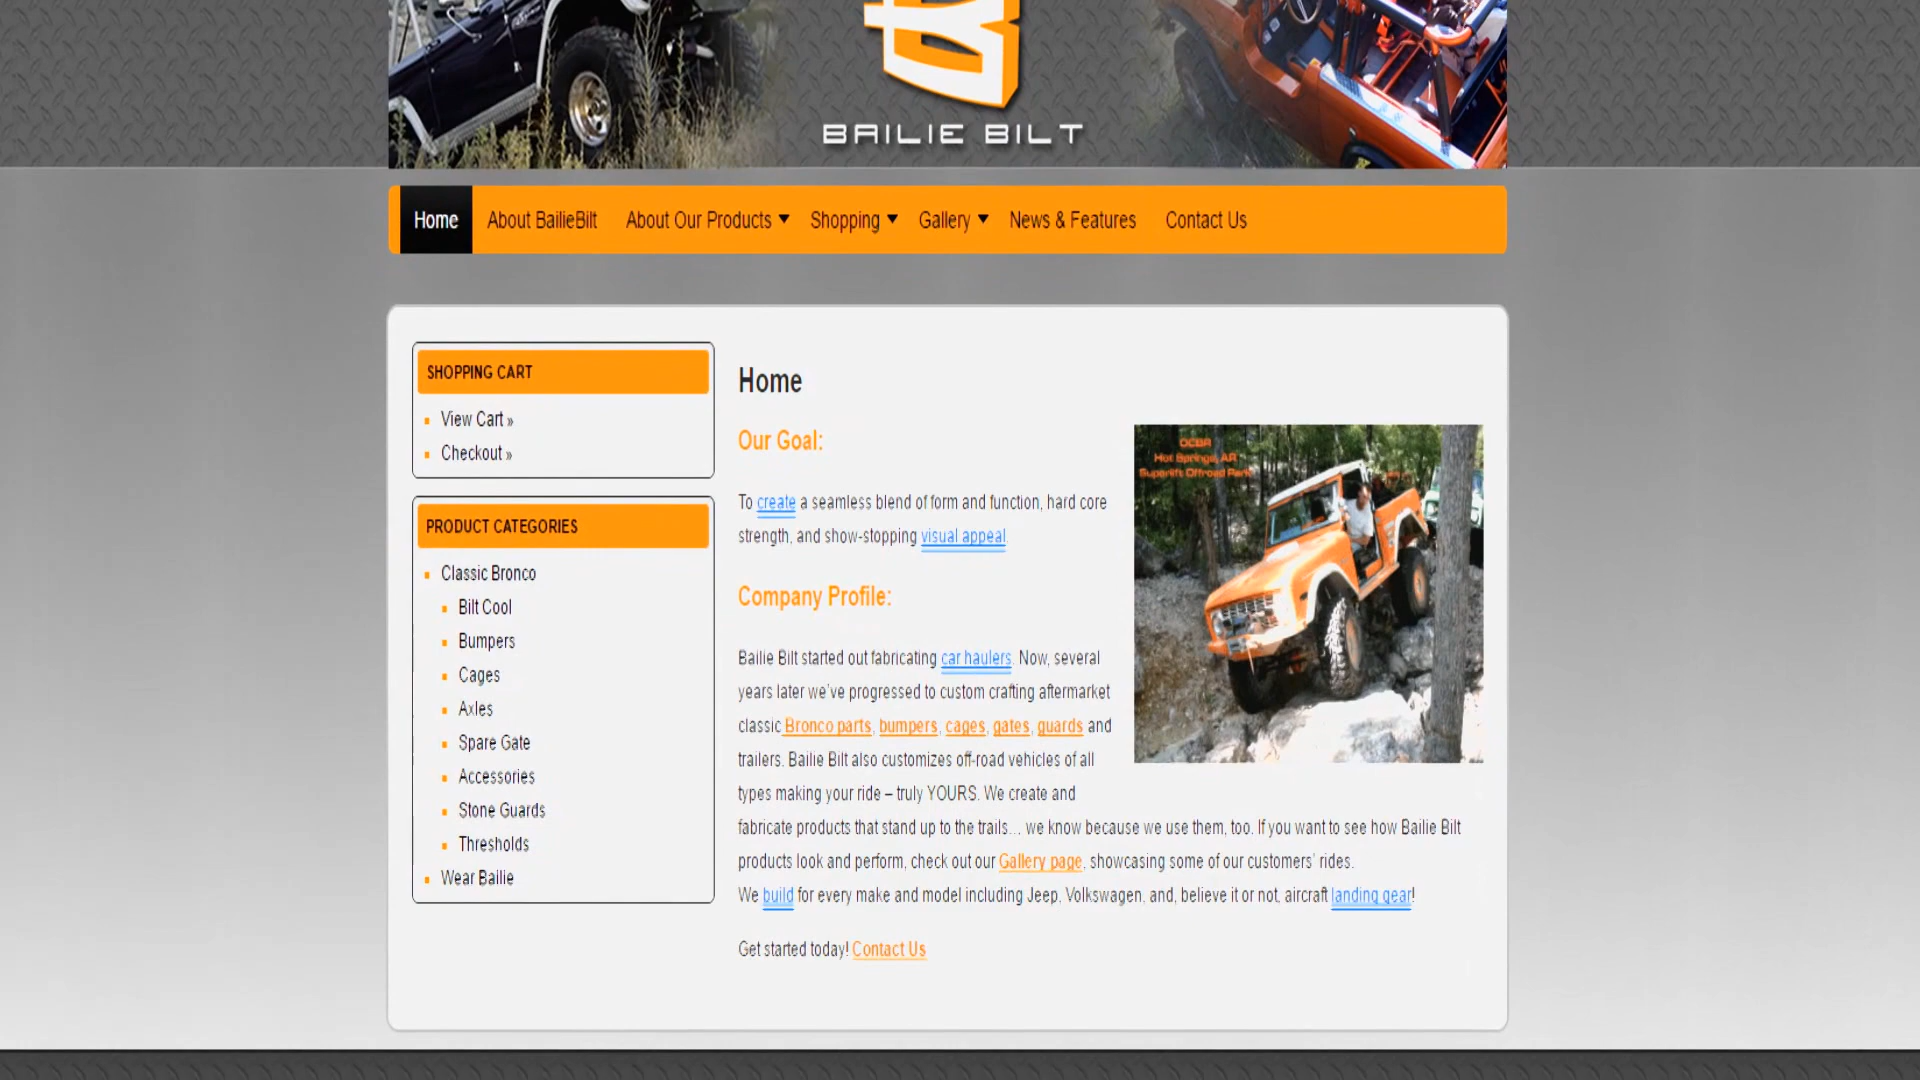 BAILIE BILT
Home About BailieBilt About Our Products Shopping Gallery News & Features Contact Us
SHOPPING CART
View Cart »
Checkout »
PRODUCT CATEGORIES
Classic Bronco
Bilt Cool
Bumpers
Cages
Axles
Spare Gate
Accessories
Stone Guards
Thresholds
Wear Bailie
Home
Our Goal:
To create a seamless blend of form and function, hard core
strength, and show-stopping visual appeal.
Company Profile:
Bailie Bilt started out fabricating car haulers. Now, several
years later we've progressed to custom crafting aftermarket
classic Bronco parts, bumpers, cages, gates, guards and
trailers. Bailie Bilt also customizes off-road vehicles of all
types making your ride – truly YOURS. We create and
fabricate products that stand up to the trails… we know because we use them, too. If you want to see how Bailie Bilt
products look and perform, check out our Gallery page, showcasing some of our customers' rides.
We build for every make and model including Jeep, Volkswagen, and, believe it or not, aircraft landing gear!
Get started today! Contact Us
OCBR
Hot Springs, AR
Superlift Offroad Park